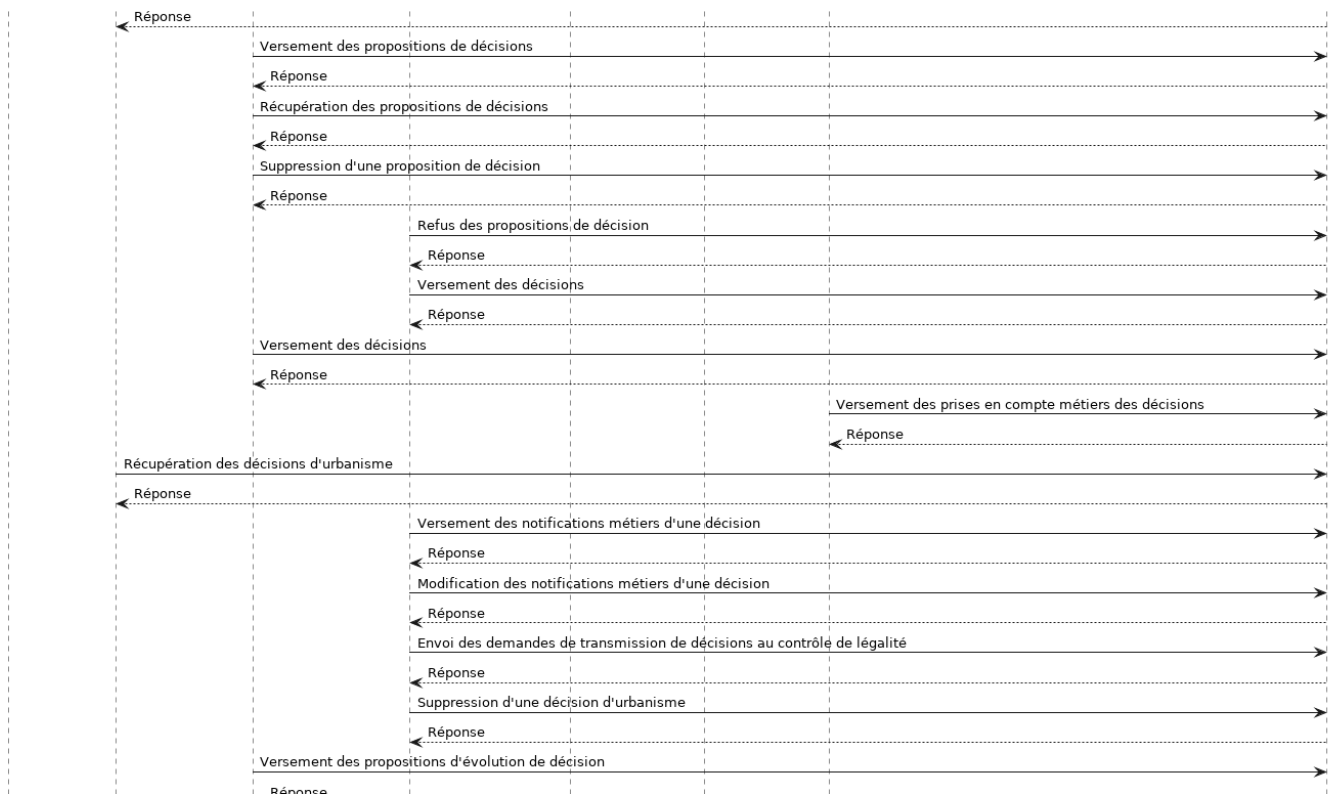 Réponse
Versement des propositions de décisions
Réponse
Récupération des propositions de décisions
Réponse
Suppression d'une proposition de décision
Réponse
Refus des propositions de décision
Réponse
Versement des décisions
Réponse
Versement des décisions
Réponse
Versement des prises en compte métiers des décisions
Réponse
Récupération des décisions d'urbanisme
Réponse
Versement des notifications métiers d'une décision
Réponse
Modification des notifications métiers d'une décision
Réponse
Envoi des demandes de transmission de décisions au contrôle de légalité
Réponse
Suppression d'une décision d'urbanisme
Réponse
Versement des propositions d'évolution de décision
Réponse